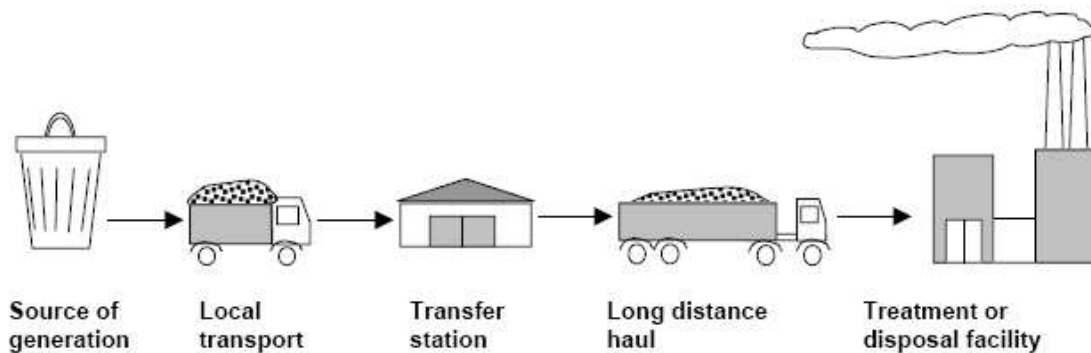 Source of
generation
Local
transport
Transfer
station
Long distance
haul
Treatment or
disposal facility